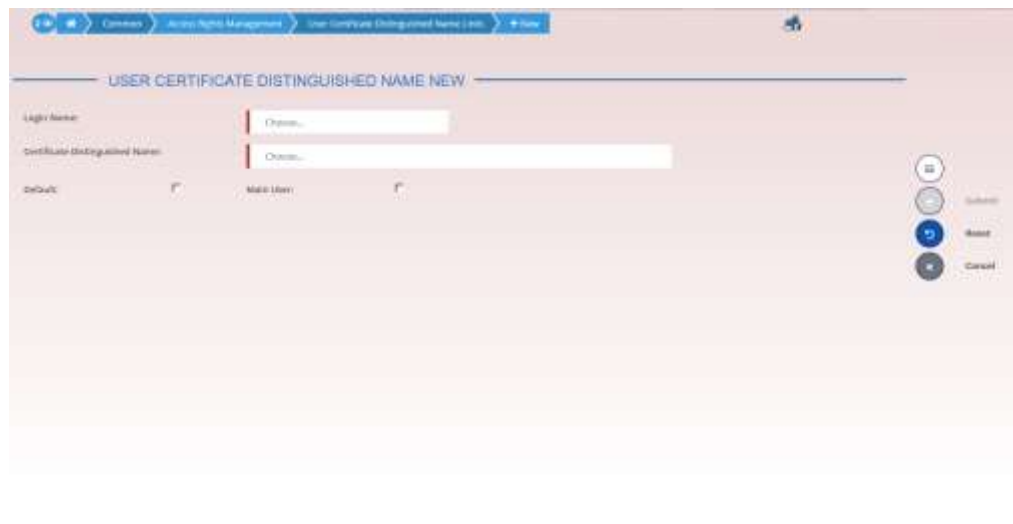 Common Access Rights Management User Certificate Distinguished Name Links + New
USER CERTIFICATE DISTINGUISHED NAME NEW
Login Name:
Choose...
Certificate Distinguished Name:
Choose...
Default: Main User:
Submit
Reset
Cancel